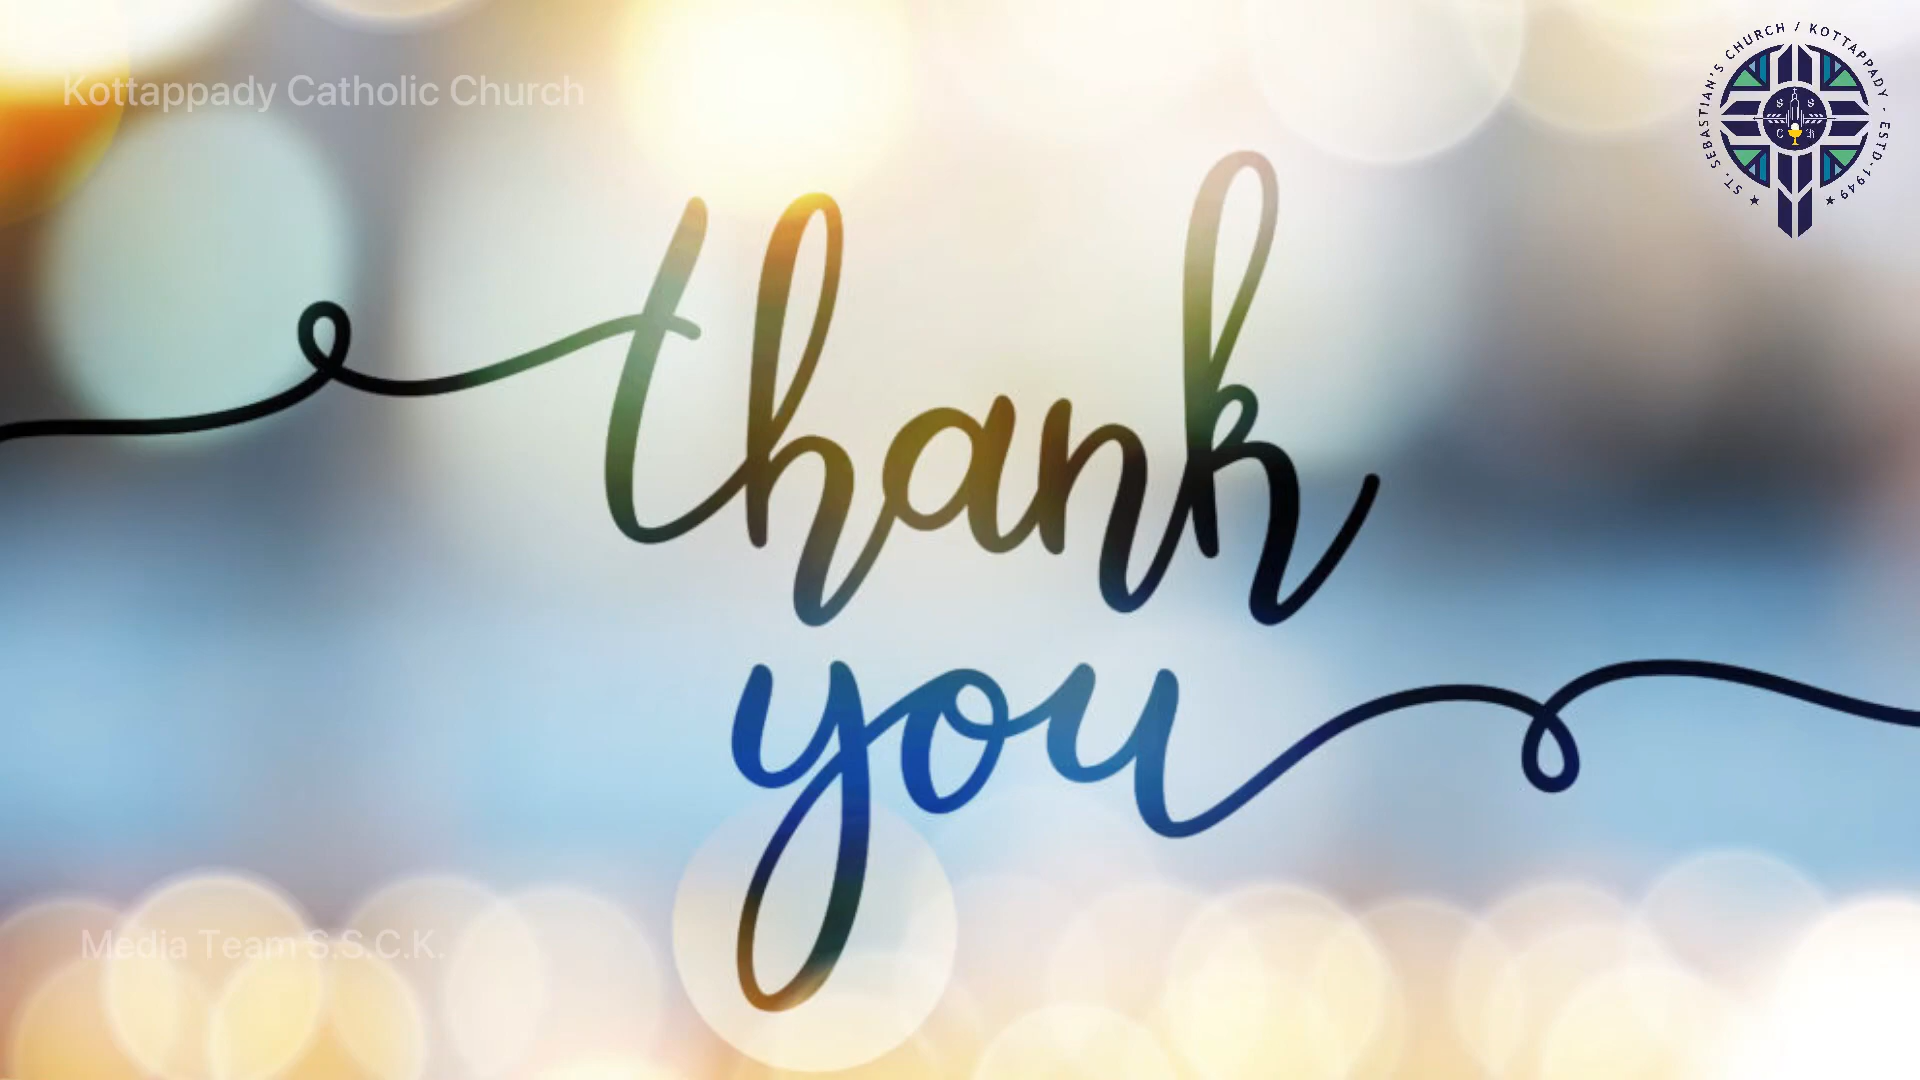 Kottappady Catholic Church
ST. SEBASTIAN'S CHURCH / KOTTAPPADY - ESTD-1949
S S
C
thank
you
Media Team S.S.C.K.